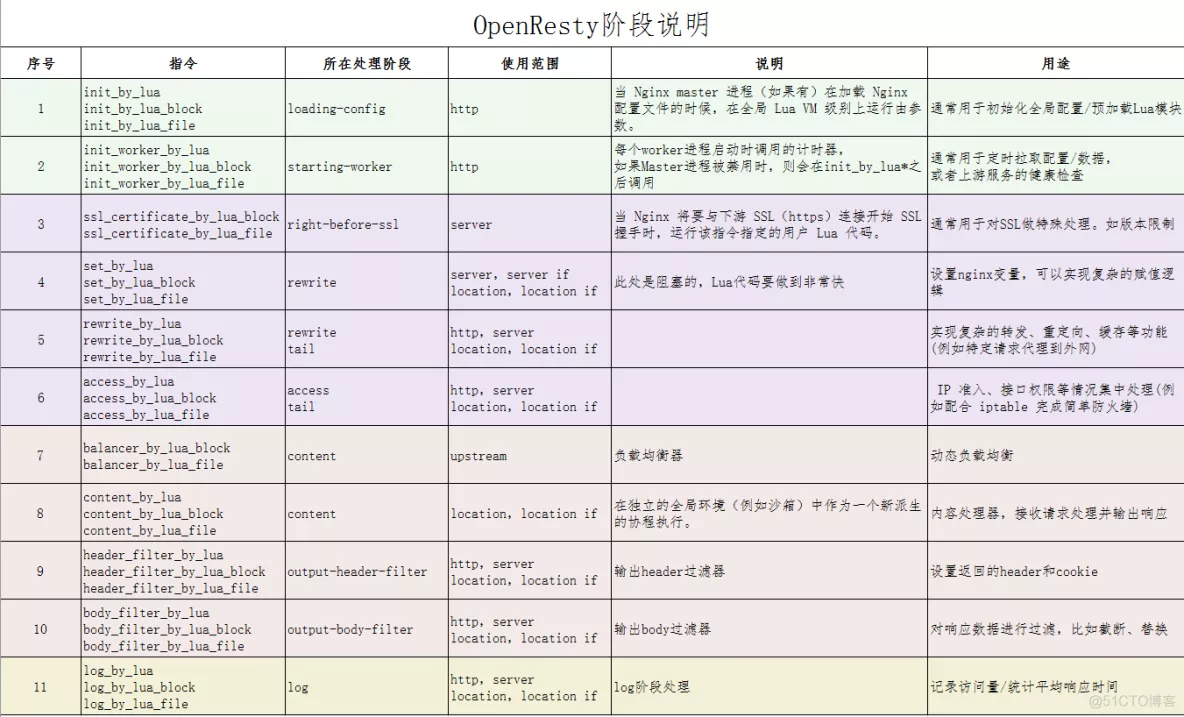 OpenResty阶段说明
序号 指令 所在处理阶段 使用范围 说明 用途
1
init_by_lua
init_by_lua_block
init_by_lua_file
loading-config
http
当 Nginx master 进程（如果有）在加载 Nginx
配置文件的时候，在全局 Lua VM 级别上运行由参
数。
通常用于初始化全局配置/预加载Lua模块
2
init_worker_by_lua
init_worker_by_lua_block
init_worker_by_lua_file
starting-worker
http
每个worker进程启动时调用的计时器，
如果Master进程被禁用时，则会在init_by_lua*之
后调用
通常用于定时拉取配置/数据，
或者上游服务的健康检查
3
ssl_certificate_by_lua_block
ssl_certificate_by_lua_file
right-before-ssl
server
当 Nginx 将要与下游 SSL（https）连接开始 SSL
握手时，运行该指令指定的用户 Lua 代码。
通常用于对SSL做特殊处理。如版本限制
4
set_by_lua
set_by_lua_block
set_by_lua_file
rewrite
server, server if
location, location if
此处是阻塞的，Lua代码要做到非常快
设置nginx变量，可以实现复杂的赋值逻
辑
5
rewrite_by_lua
rewrite_by_lua_block
rewrite_by_lua_file
rewrite
tail
http, server
location, location if
实现复杂的转发、重定向、缓存等功能
(例如特定请求代理到外网)
6
access_by_lua
access_by_lua_block
access_by_lua_file
access
tail
http, server
location, location if
IP 准入、接口权限等情况集中处理(例
如配合 iptable 完成简单防火墙)
7
balancer_by_lua_block
balancer_by_lua_file
content
upstream
负载均衡器
动态负载均衡
8
content_by_lua
content_by_lua_block
content_by_lua_file
content
location, location if
在独立的全局环境（例如沙箱）中作为一个新派生
的协程执行。
内容处理器，接收请求处理并输出响应
9
header_filter_by_lua
header_filter_by_lua_block
header_filter_by_lua_file
output-header-filter
http, server
location, location if
输出header过滤器
设置返回的header和cookie
10
body_filter_by_lua
body_filter_by_lua_block
body_filter_by_lua_file
output-body-filter
http, server
location, location if
输出body过滤器
对响应数据进行过滤，比如截断、替换
11
log_by_lua
log_by_lua_block
log_by_lua_file
log
http, server
location, location if
log阶段处理
记录访问量/统计平均响应时间
@51CTO博客